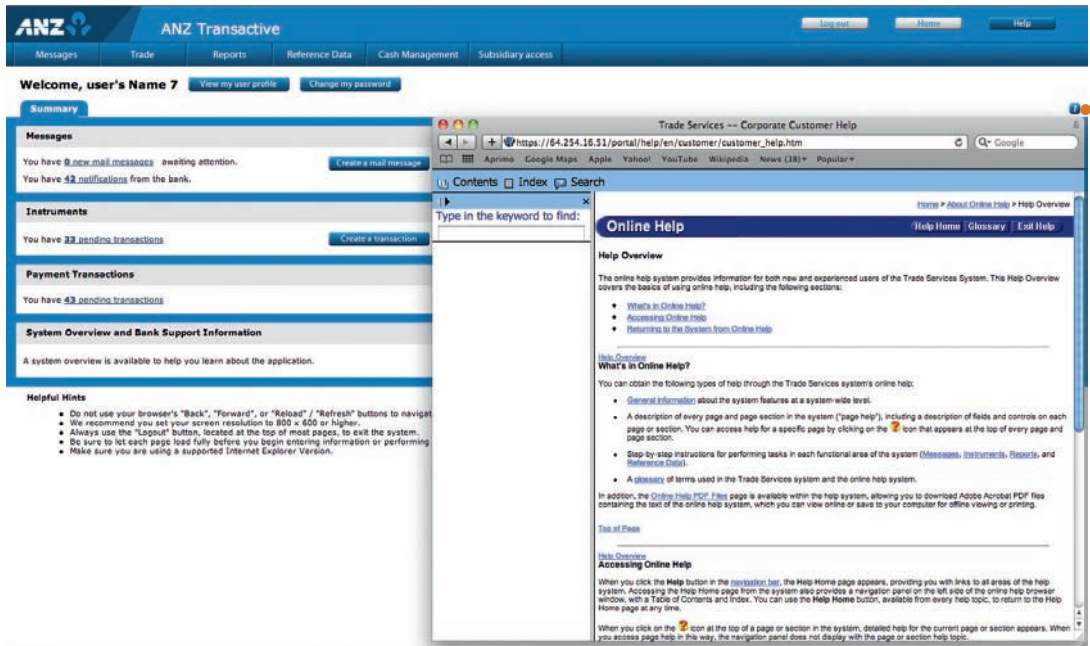 ANZ
ANZ Transactive
Log out
Home
Help
Messages
Trade
Reports
Reference Data
Cash Management
Subsidiary access
Welcome, user's Name 7
View my user profile
Change my password
Summary
Messages
You have 0 new mail messages awaiting attention.
Create a mail message
You have 42 notifications from the bank.
Instruments
You have 33 pending transactions
Create a transaction
Payment Transactions
You have 43 pending transactions
System Overview and Bank Support Information
A system overview is available to help you learn about the application.
Helpful Hints
Do not use your browser's "Back", "Forward", or "Reload" / "Refresh" buttons to navigat
We recommend you set your screen resolution to 800 x 600 or higher.
Always use the "Logout" button, located at the top of most pages, to exit the system.
Be sure to let each page load fully before you begin entering information or performing
Make sure you are using a supported Internet Explorer Version.
Trade Services -- Corporate Customer Help
https://64.254.16.51/portal/help/en/customer/customer_help.htm
Google
Aprimo Google Maps Apple Yahoo! YouTube Wikipedia News (38) Popular
Contents Index Search
Type in the keyword to find:
Home > About Online Help > Help Overview
Online Help
Help Home Glossary Exit Help
Help Overview
The online help system provides information for both new and experienced users of the Trade Services System. This Help Overview
covers the basics of using online help, including the following sections:
What's in Online Help?
Accessing Online Help
Returning to the System from Online Help
Help Overview
What's in Online Help?
You can obtain the following types of help through the Trade Services system's online help:
General information about the system features at a system-wide level.
A description of every page and page section in the system ("page help"), including a description of fields and controls on each
page or section. You can access help for a specific page by clicking on the ? icon that appears at the top of every page and
page section.
Step-by-step instructions for performing tasks in each functional area of the system (Messages, Instruments, Reports, and
Reference Data).
A glossary of terms used in the Trade Services system and the online help system.
In addition, the Online Help PDF Files page is available within the help system, allowing you to download Adobe Acrobat PDF files
containing the text of the online help system, which you can view online or save to your computer for offline viewing or printing.
Top of Page
Help Overview
Accessing Online Help
When you click the Help button in the navigation bar, the Help Home page appears, providing you with links to all areas of the help
system. Accessing the Help Home page from the system also provides a navigation panel on the left side of the online help browser
window, with a Table of Contents and Index. You can use the Help Home button, available from every help topic, to return to the Help
Home page at any time.
When you click on the ? icon at the top of a page or section in the system, detailed help for the current page or section appears. When
you access page help in this way, the navigation panel does not display with the page or section help topic.